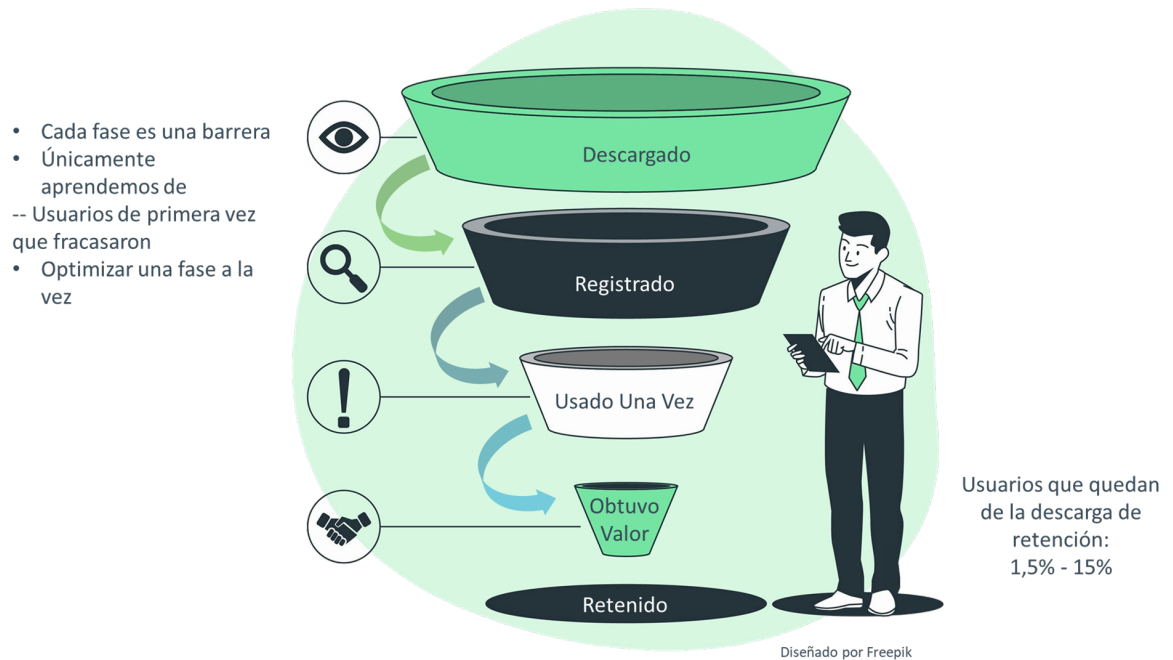 • Cada fase es una barrera
• Únicamente
aprendemos de
-- Usuarios de primera vez
que fracasaron
• Optimizar una fase a la
vez
Descargado
Registrado
Usado Una Vez
Obtuvo
Valor
Retenido
Usuarios que quedan
de la descarga de
retención:
1,5% - 15%
Diseñado por Freepik